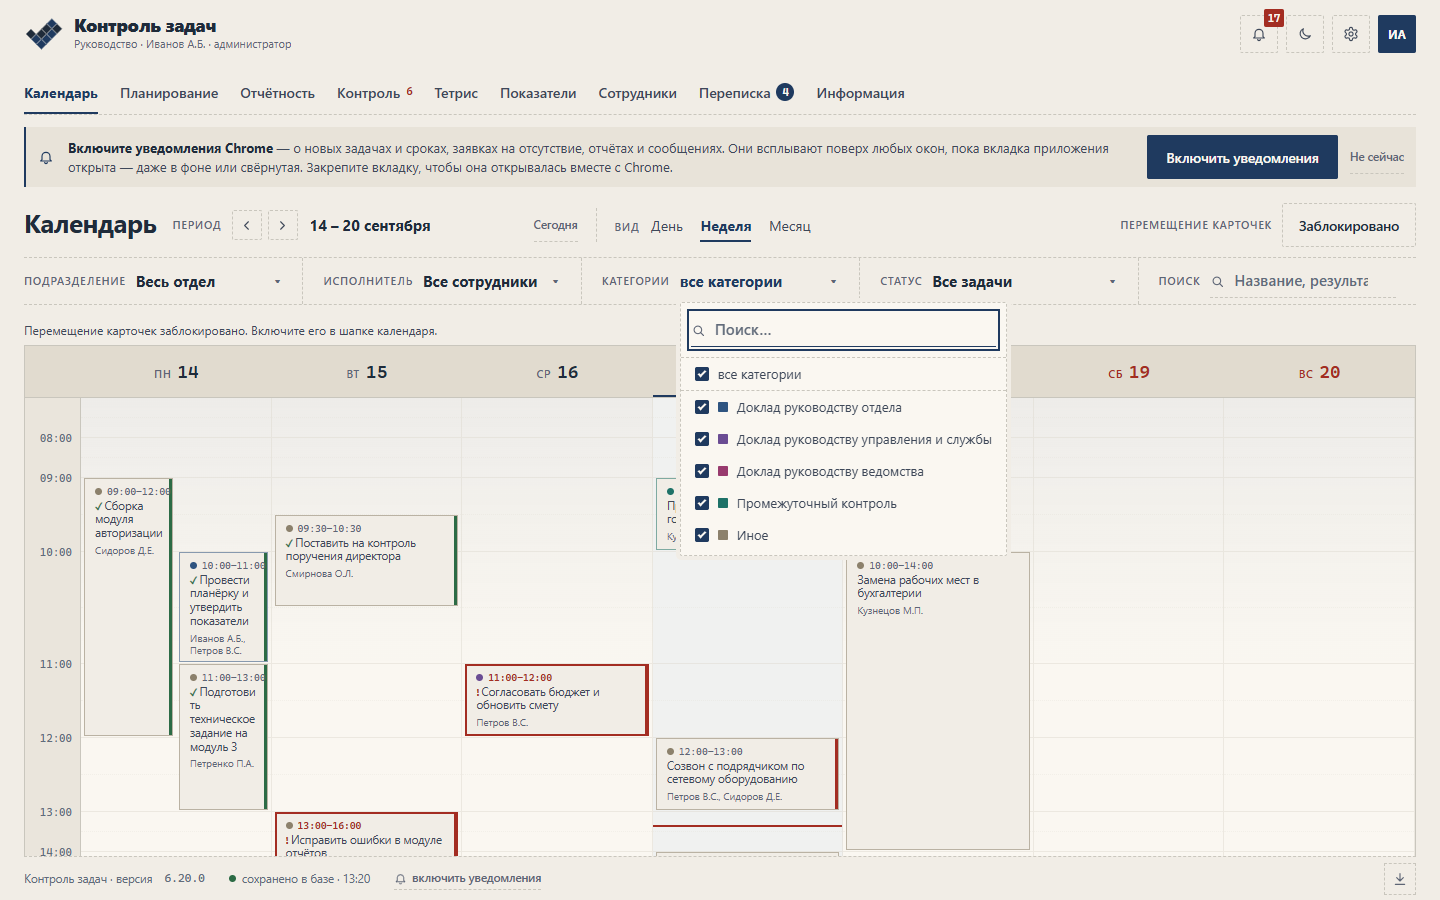 Контроль задач
Руководство · Иванов А.Б. · администратор
17
ИА
Календарь
Планирование
Отчётность
Контроль 6
Тетрис
Показатели
Сотрудники
Переписка 4
Информация
Включите уведомления Chrome — о новых задачах и сроках, заявках на отсутствие, отчётах и сообщениях. Они всплывают поверх любых окон, пока вкладка приложения
открыта — даже в фоне или свёрнутая. Закрепите вкладку, чтобы она открывалась вместе с Chrome.
Включить уведомления
Не сейчас
Календарь
ПЕРИОД
14 – 20 сентября
Сегодня
ВИД
День
Неделя
Месяц
ПЕРЕМЕЩЕНИЕ КАРТОЧЕК
Заблокировано
ПОДРАЗДЕЛЕНИЕ
Весь отдел
ИСПОЛНИТЕЛЬ
Все сотрудники
КАТЕГОРИИ
все категории
СТАТУС
Все задачи
ПОИСК
Название, результа
Перемещение карточек заблокировано. Включите его в шапке календаря.
Поиск...
все категории
Доклад руководству отдела
Доклад руководству управления и службы
Доклад руководству ведомства
Промежуточный контроль
Иное
ПН 14
ВТ 15
СР 16
СБ 19
ВС 20
08:00
09:00
10:00
11:00
12:00
13:00
14:00
09:00–12:00
✓ Сборка
модуля
авторизации
Сидоров Д.Е.
10:00–11:00
✓ Провести
планёрку и
утвердить
показатели
Иванов А.Б.,
Петров В.С.
11:00–13:00
✓ Подготови
ть
техническое
задание на
модуль 3
Петренко П.А.
09:30–10:30
✓ Поставить на контроль
поручения директора
Смирнова О.Л.
13:00–16:00
! Исправить ошибки в модуле
отчётов
11:00–12:00
! Согласовать бюджет и
обновить смету
Петров В.С.
12:00–13:00
Созвон с подрядчиком по
сетевому оборудованию
Петров В.С., Сидоров Д.Е.
10:00–14:00
Замена рабочих мест в
бухгалтерии
Кузнецов М.П.
Контроль задач · версия 6.20.0
сохранено в базе · 13:20
включить уведомления